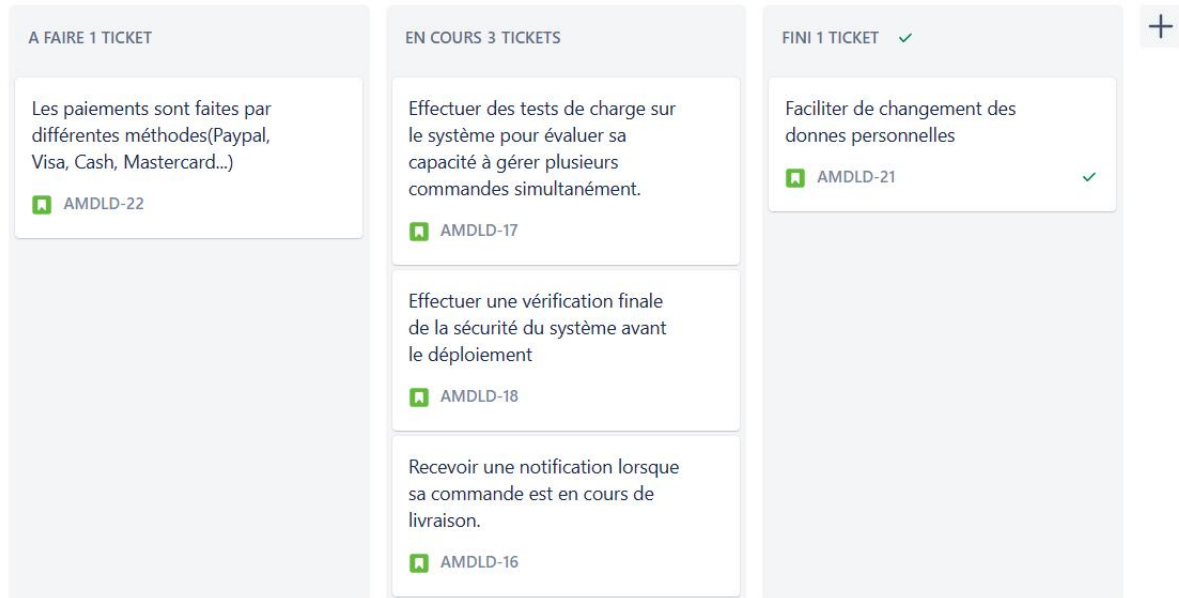 A FAIRE 1 TICKET
Les paiements sont faites par
différentes méthodes(Paypal,
Visa, Cash, Mastercard...)
AMDLD-22
EN COURS 3 TICKETS
Effectuer des tests de charge sur
le système pour évaluer sa
capacité à gérer plusieurs
commandes simultanément.
AMDLD-17
Effectuer une vérification finale
de la sécurité du système avant
le déploiement
AMDLD-18
Recevoir une notification lorsque
sa commande est en cours de
livraison.
AMDLD-16
FINI 1 TICKET
Faciliter de changement des
donnes personnelles
AMDLD-21